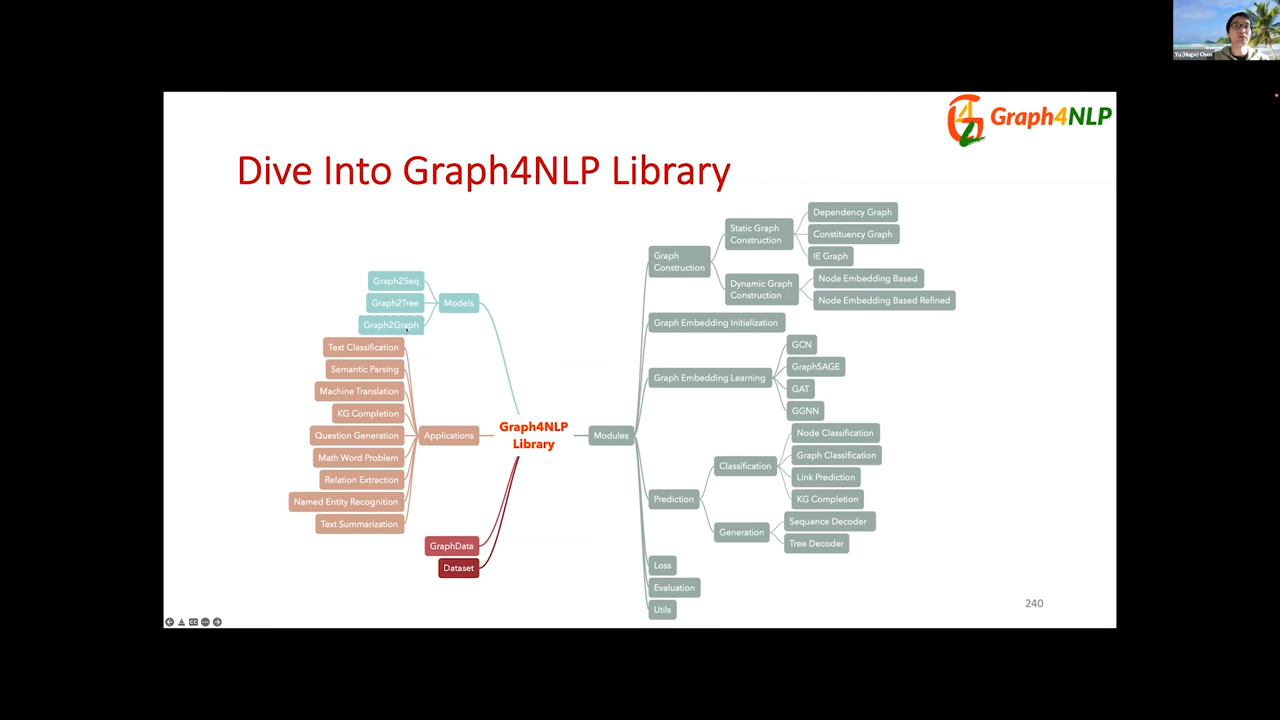 Yu (Hugo) Chen
Graph4NLP
Dive Into Graph4NLP Library
Graph2Seq
Graph2Tree
Graph2Graph
Models
Text Classification
Semantic Parsing
Machine Translation
KG Completion
Question Generation
Math Word Problem
Relation Extraction
Named Entity Recognition
Text Summarization
Applications
GraphData
Dataset
Graph4NLP
Library
Modules
Graph
Construction
Static Graph
Construction
Dependency Graph
Constituency Graph
IE Graph
Dynamic Graph
Construction
Node Embedding Based
Node Embedding Based Refined
Graph Embedding Initialization
Graph Embedding Learning
GCN
GraphSAGE
GAT
GGNN
Prediction
Classification
Node Classification
Graph Classification
Link Prediction
KG Completion
Generation
Sequence Decoder
Tree Decoder
Loss
Evaluation
Utils
240